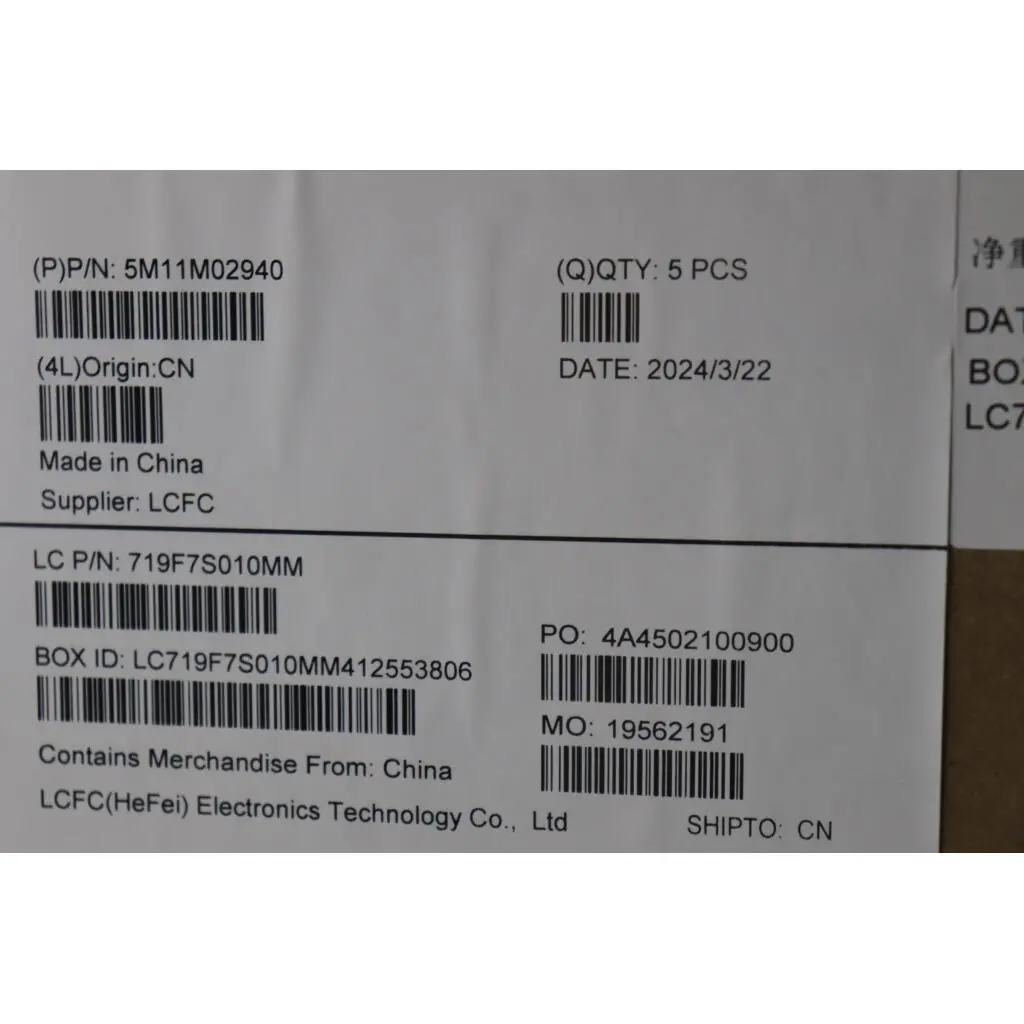 (P)P/N: 5M11M02940
(Q)QTY: 5 PCS
(4L)Origin:CN
DATE: 2024/3/22
Made in China
Supplier: LCFC
LC P/N: 719F7S010MM
PO: 4A4502100900
BOX ID: LC719F7S010MM412553806
MO: 19562191
Contains Merchandise From: China
LCFC(HeFei) Electronics Technology Co., Ltd
SHIPTO: CN
净
DAT
BO
LC7